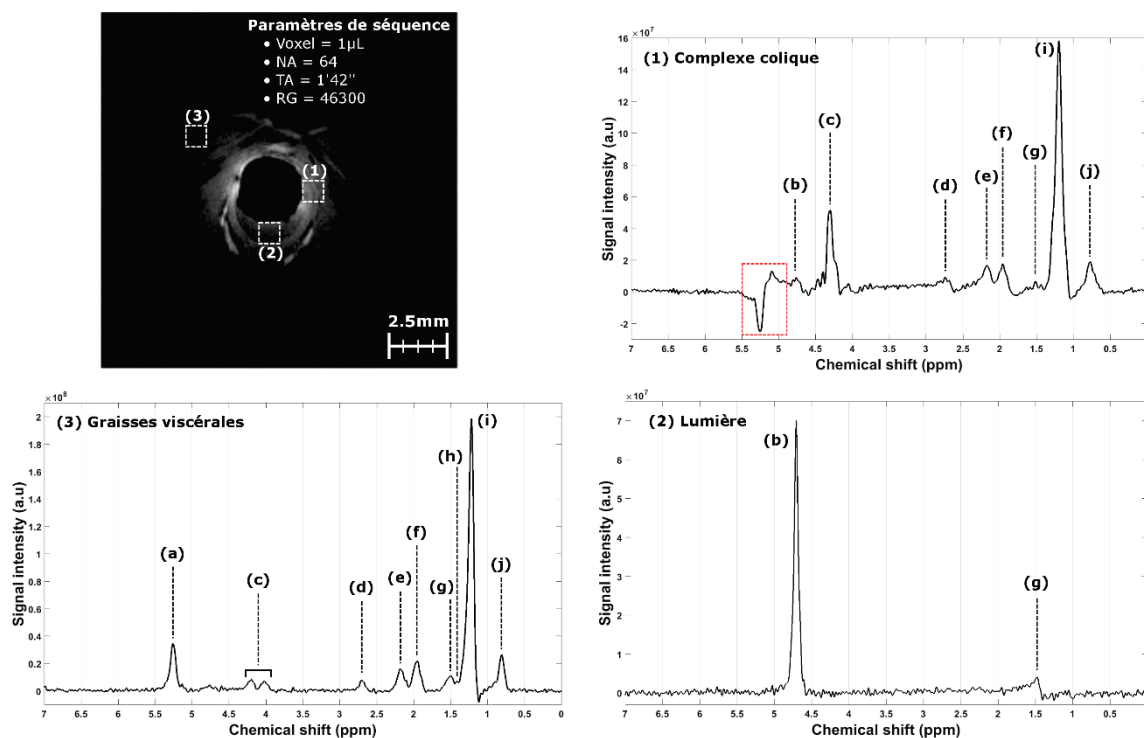 Paramètres de séquence
• Voxel = 1µL
• NA = 64
• TA = 1'42"
• RG = 46300
(3)
(1)
(2)
2.5mm
×10⁷
(1) Complexe colique
(i)
(c)
(f)
(g)
(b)
(d)
(e)
(j)
Signal intensity (a.u)
16
14
12
10
8
6
4
2
0
-2
7 6.5 6 5.5 5 4.5 4 3.5 3 2.5 2 1.5 1 0.5
Chemical shift (ppm)
×10⁸
(3) Graisses viscérales
(i)
(h)
(f)
(a)
(c)
(d)
(e)
(g)
(j)
Signal intensity (a.u)
2
1.8
1.6
1.4
1.2
1
0.8
0.6
0.4
0.2
0
7 6.5 6 5.5 5 4.5 4 3.5 3 2.5 2 1.5 1 0.5 0
Chemical shift (ppm)
×10⁷
(2) Lumière
(b)
(g)
Signal intensity (a.u)
7
6
5
4
3
2
1
0
7 6.5 6 5.5 5 4.5 4 3.5 3 2.5 2 1.5 1 0.5
Chemical shift (ppm)